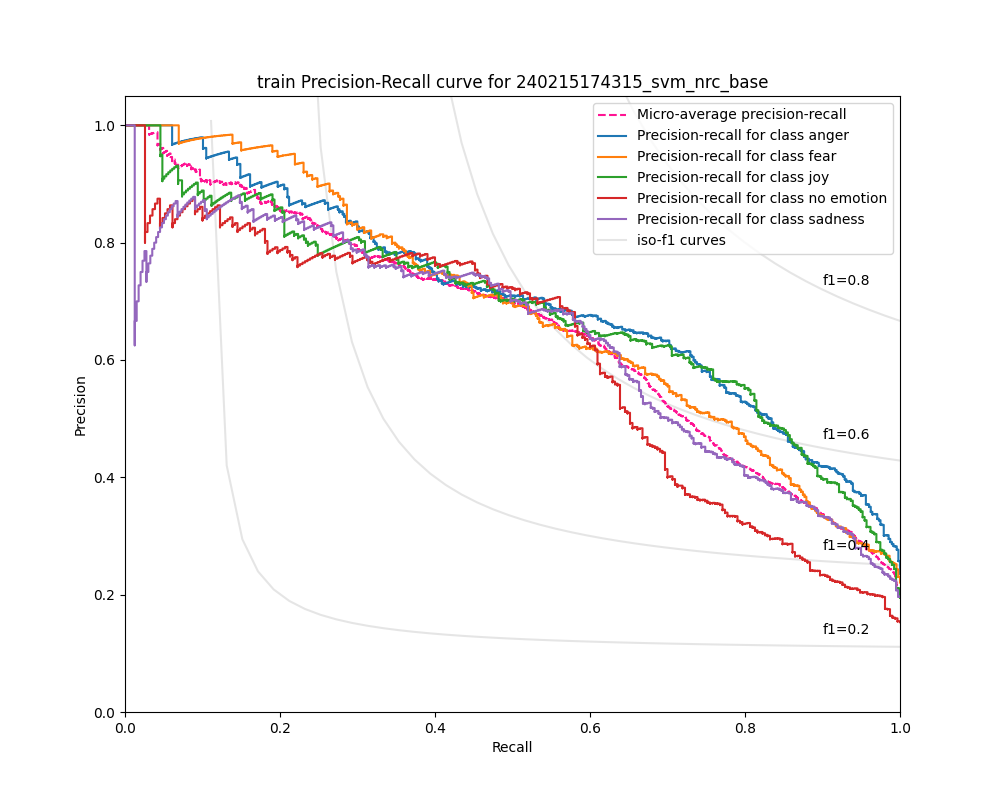 train Precision-Recall curve for 240215174315_svm_nrc_base
Micro-average precision-recall
Precision-recall for class anger
Precision-recall for class fear
Precision-recall for class joy
Precision-recall for class no emotion
Precision-recall for class sadness
iso-f1 curves
1.0
0.8
0.6
0.4
0.2
0.0
Precision
f1=0.8
f1=0.6
f1=0.4
f1=0.2
0.0 0.2 0.4 0.6 0.8 1.0
Recall